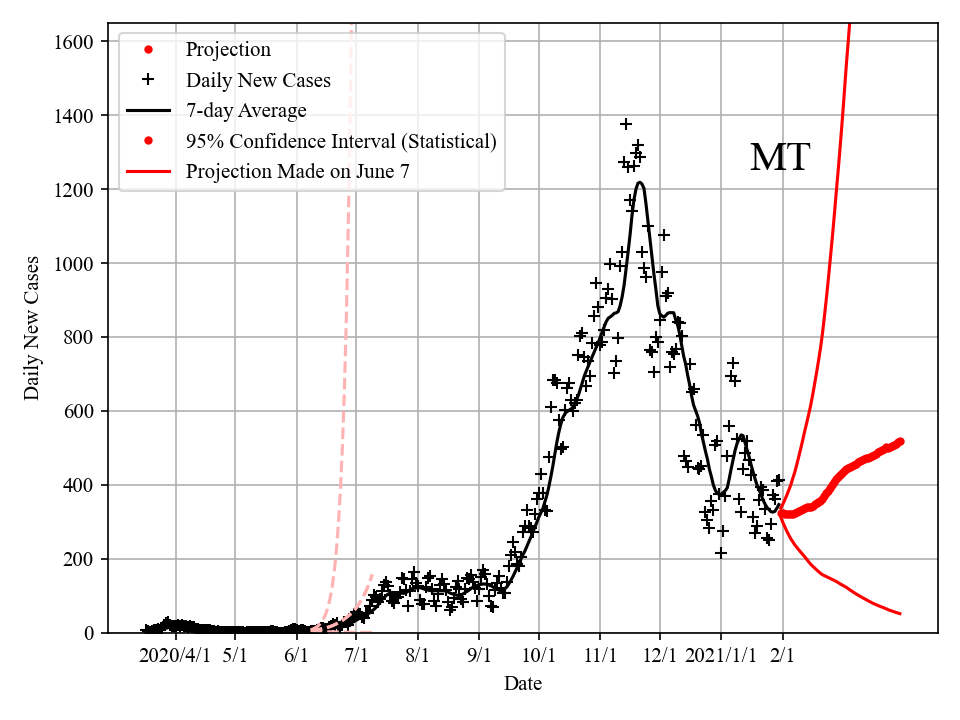 1600
1400
1200
1000
800
600
400
200
0
Daily New Cases
Projection
Daily New Cases
7-day Average
95% Confidence Interval (Statistical)
Projection Made on June 7
MT
2020/4/1 5/1 6/1 7/1 8/1 9/1 10/1 11/1 12/1 2021/1/1 2/1
Date